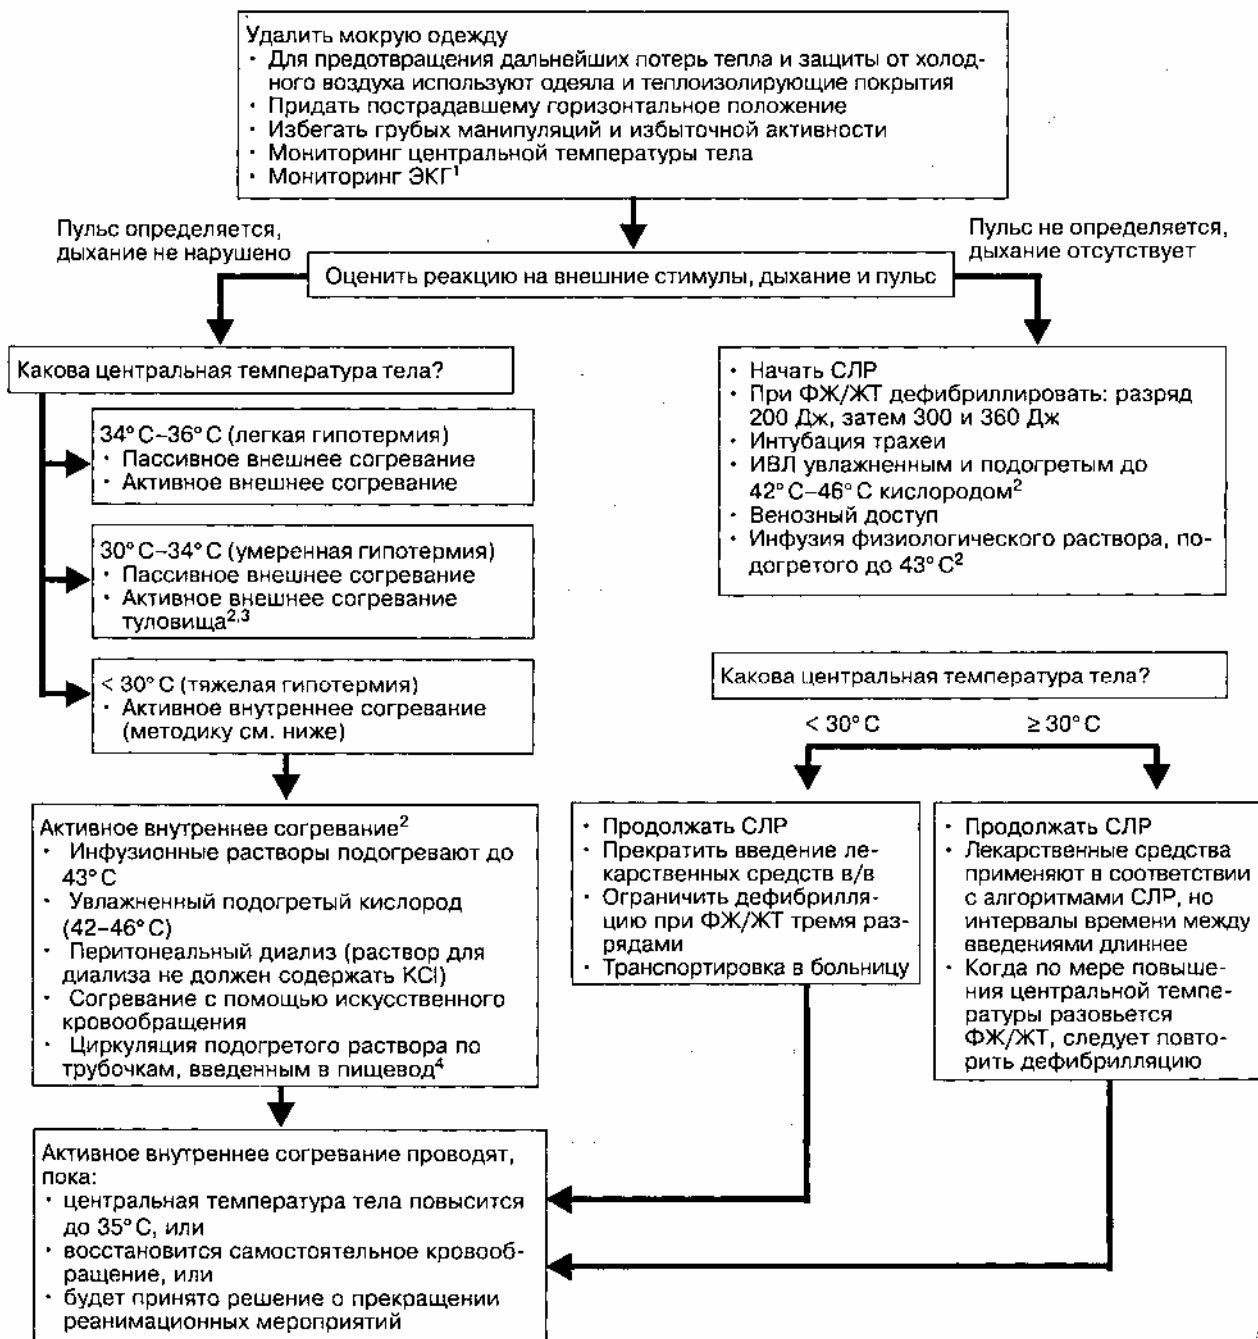 Удалить мокрую одежду
· Для предотвращения дальнейших потерь тепла и защиты от холод-
ного воздуха используют одеяла и теплоизолирующие покрытия
· Придать пострадавшему горизонтальное положение
· Избегать грубых манипуляций и избыточной активности
· Мониторинг центральной температуры тела
· Мониторинг ЭКГ¹
Пульс определяется,
дыхание не нарушено
Пульс не определяется,
дыхание отсутствует
Оценить реакцию на внешние стимулы, дыхание и пульс
Какова центральная температура тела?
34°С–36°С (легкая гипотермия)
· Пассивное внешнее согревание
· Активное внешнее согревание
30°С–34°С (умеренная гипотермия)
· Пассивное внешнее согревание
· Активное внешнее согревание
туловища²,³
< 30°С (тяжелая гипотермия)
· Активное внутреннее согревание
(методику см. ниже)
· Начать СЛР
· При ФЖ/ЖТ дефибриллировать: разряд
200 Дж, затем 300 и 360 Дж
· Интубация трахеи
· ИВЛ увлажненным и подогретым до
42°С–46°С кислородом²
· Венозный доступ
· Инфузия физиологического раствора, по-
догретого до 43°С²
Какова центральная температура тела?
< 30°С
≥ 30°С
Активное внутреннее согревание²
· Инфузионные растворы подогревают до
43°С
· Увлажненный подогретый кислород
(42–46°С)
· Перитонеальный диализ (раствор для
диализа не должен содержать KCl)
· Согревание с помощью искусственного
кровообращения
· Циркуляция подогретого раствора по
трубочкам, введенным в пищевод⁴
· Продолжать СЛР
· Прекратить введение ле-
карственных средств в/в
· Ограничить дефибрилля-
цию при ФЖ/ЖТ тремя раз-
рядами
· Транспортировка в больницу
· Продолжать СЛР
· Лекарственные средства
применяют в соответствии
с алгоритмами СЛР, но
интервалы времени между
введениями длиннее
· Когда по мере повыше-
ния центральной темпе-
ратуры разовьется
ФЖ/ЖТ, следует повто-
рить дефибрилляцию
Активное внутреннее согревание проводят,
пока:
· центральная температура тела повысится
до 35°С, или
· восстановится самостоятельное кровооб-
ращение, или
· будет принято решение о прекращении
реанимационных мероприятий